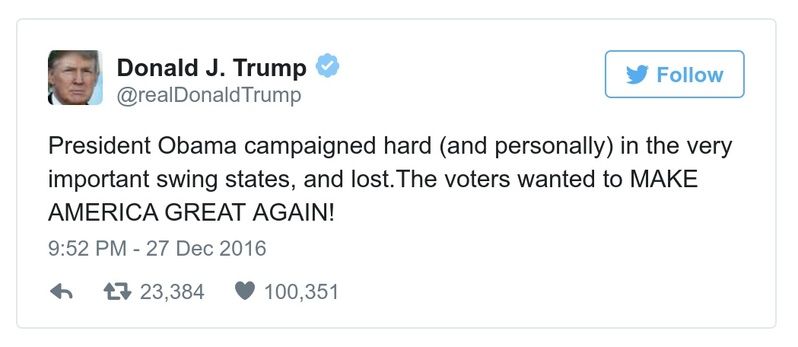 Donald J. Trump
Follow
@realDonaldTrump
President Obama campaigned hard (and personally) in the very
important swing states, and lost.The voters wanted to MAKE
AMERICA GREAT AGAIN!
9:52 PM - 27 Dec 2016
23,384 100,351